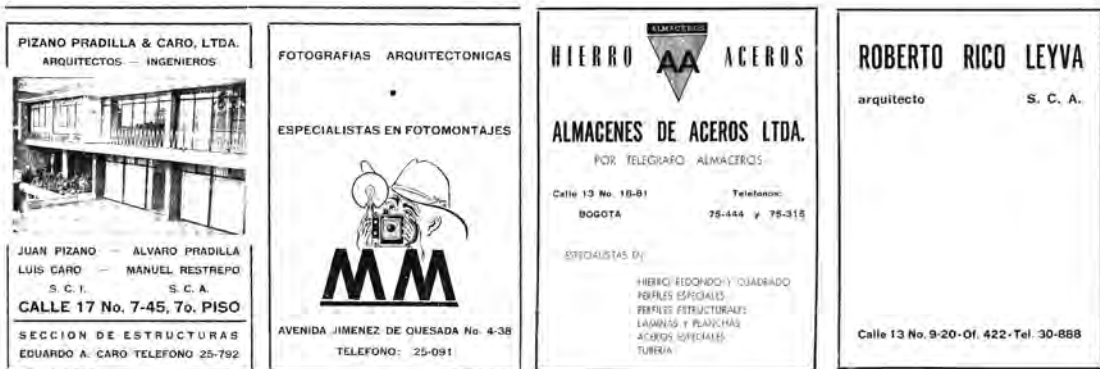 PIZANO PRADILLA & CARO, LTDA.
ARQUITECTOS — INGENIEROS
JUAN PIZANO — ALVARO PRADILLA
LUIS CARO — MANUEL RESTREPO
S. C. I. S. C. A.
CALLE 17 No. 7-45, 7o. PISO
SECCION DE ESTRUCTURAS
EDUARDO A. CARO TELEFONO 25-792
FOTOGRAFIAS ARQUITECTONICAS
ESPECIALISTAS EN FOTOMONTAJES
MM
AVENIDA JIMENEZ DE QUESADA No. 4-38
TELEFONO: 25-091
ALMACEROS
HIERRO AA ACEROS
ALMACENES DE ACEROS LTDA.
POR TELEGRAFO ALMACEROS
Calle 13 No. 16-81 Telefonos:
BOGOTA 75-444 y 75-316
ESPECIALISTAS EN:
HIERRO REDONDO Y CUADRADO
PERFILES ESPECIALES
PERFILES ESTRUCTURALES
LAMINAS Y PLANCHAS
ACEROS ESPECIALES
TUBERIA
ROBERTO RICO LEYVA
arquitecto S. C. A.
Calle 13 No. 9-20-Of. 422-Tel. 30-888